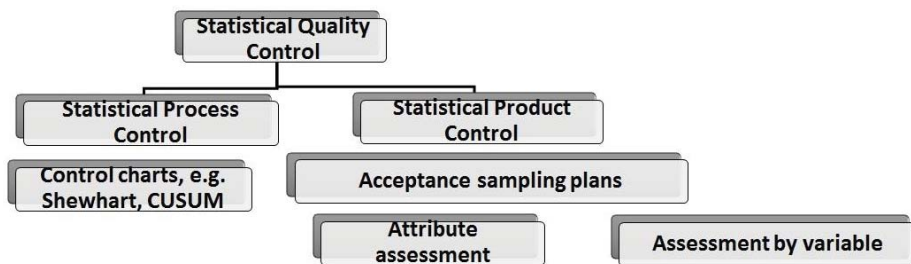 Statistical Quality
Control
Statistical Process
Control
Statistical Product
Control
Control charts, e.g.
Shewhart, CUSUM
Acceptance sampling plans
Attribute
assessment
Assessment by variable